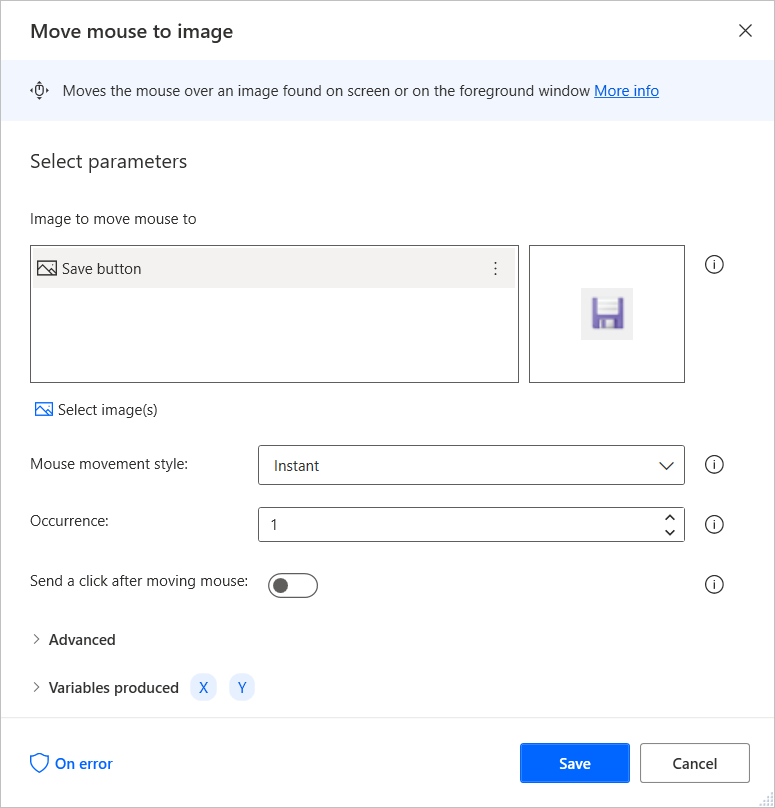 Move mouse to image
Moves the mouse over an image found on screen or on the foreground window More info
Select parameters
Image to move mouse to
Save button
Select image(s)
Mouse movement style:
Instant
Occurrence:
1
Send a click after moving mouse:
Advanced
Variables produced X Y
On error
Save
Cancel